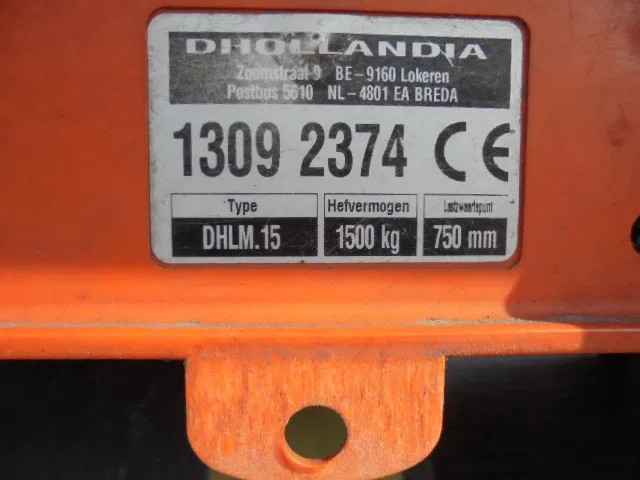 DHOLLANDIA
Zoomstraat 9 BE-9160 Lokeren
Postbus 5610 NL-4801 EA BREDA
1309 2374 CE
Type Hefvermogen Lastzwaartepunt
DHLM.15 1500 kg 750 mm